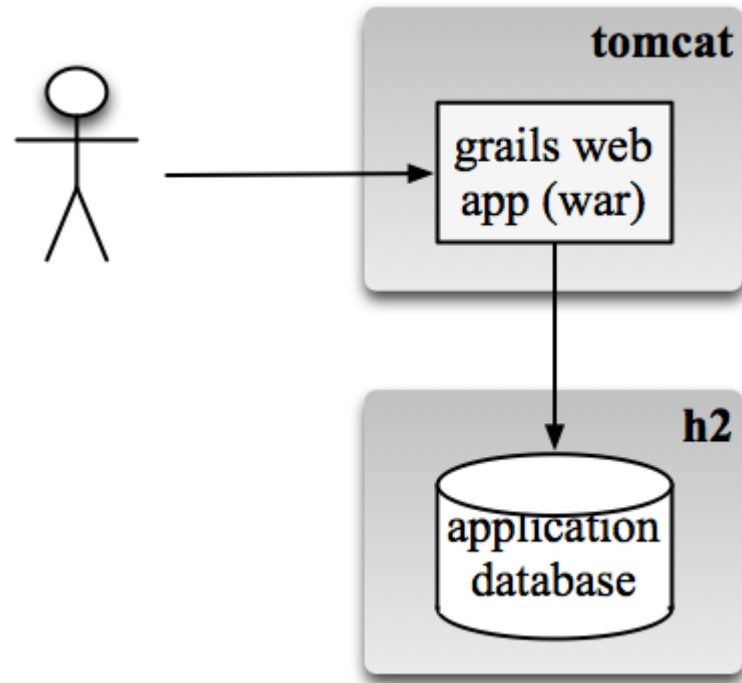 tomcat
grails web
app (war)
h2
application
database